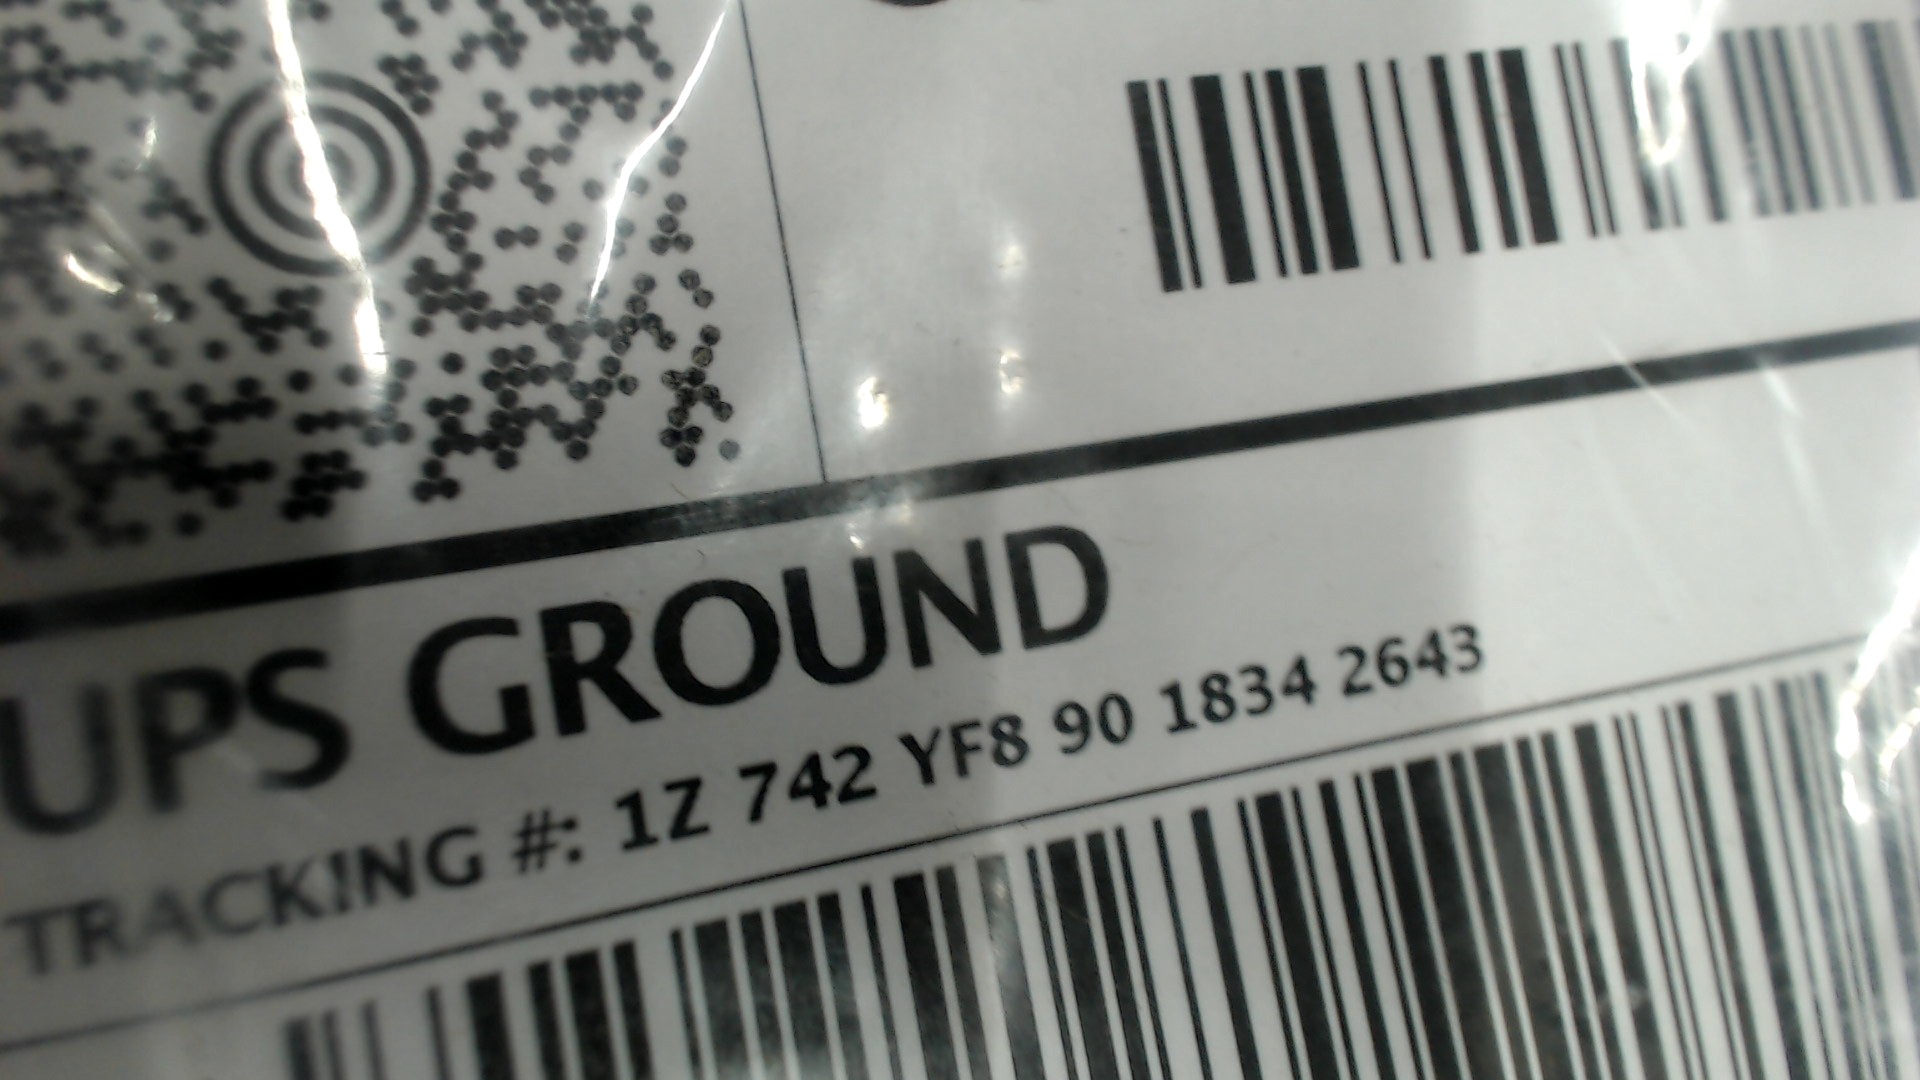 UPS GROUND
TRACKING #: 1Z 742 YF8 90 1834 2643